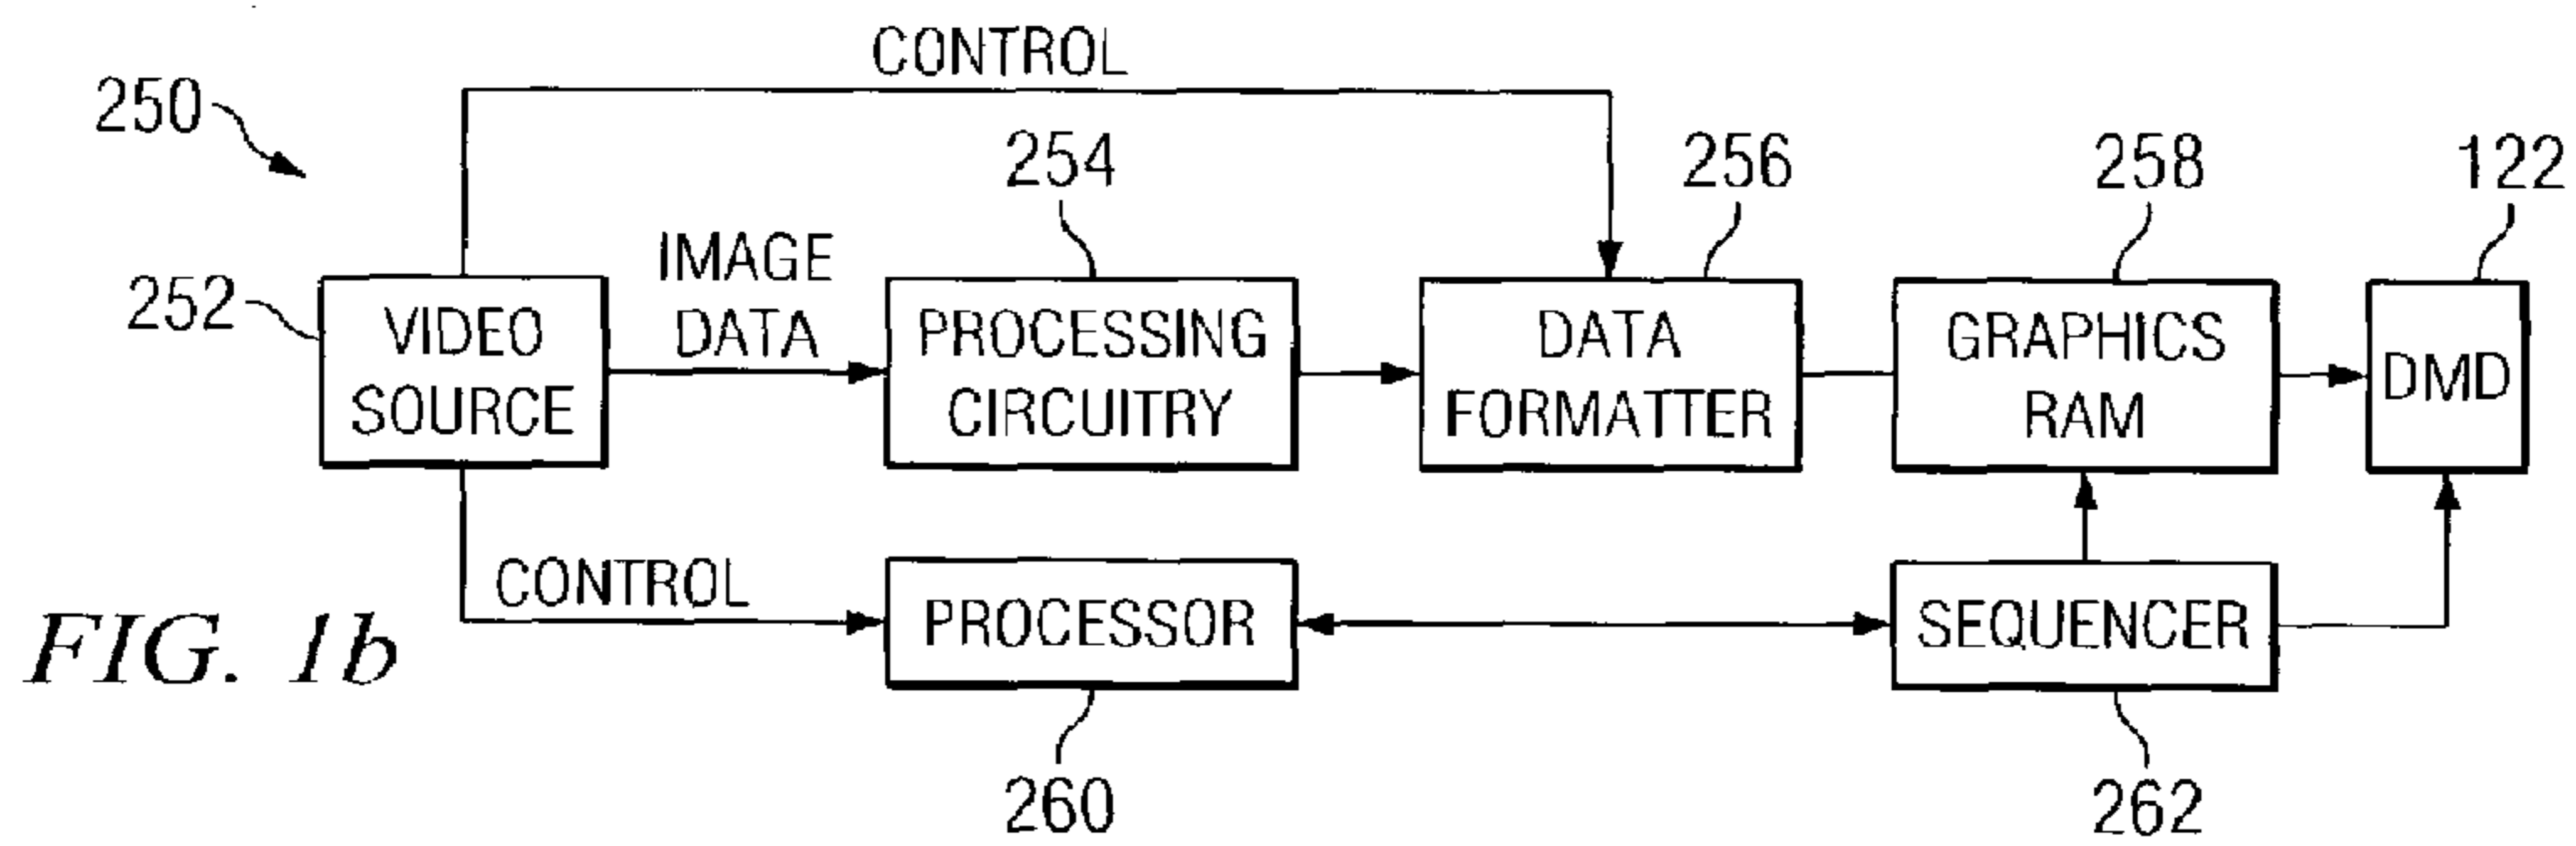 CONTROL
250
254
256
258
122
IMAGE
DATA
252
VIDEO
SOURCE
PROCESSING
CIRCUITRY
DATA
FORMATTER
GRAPHICS
RAM
DMD
CONTROL
PROCESSOR
SEQUENCER
FIG. 1b
260
262